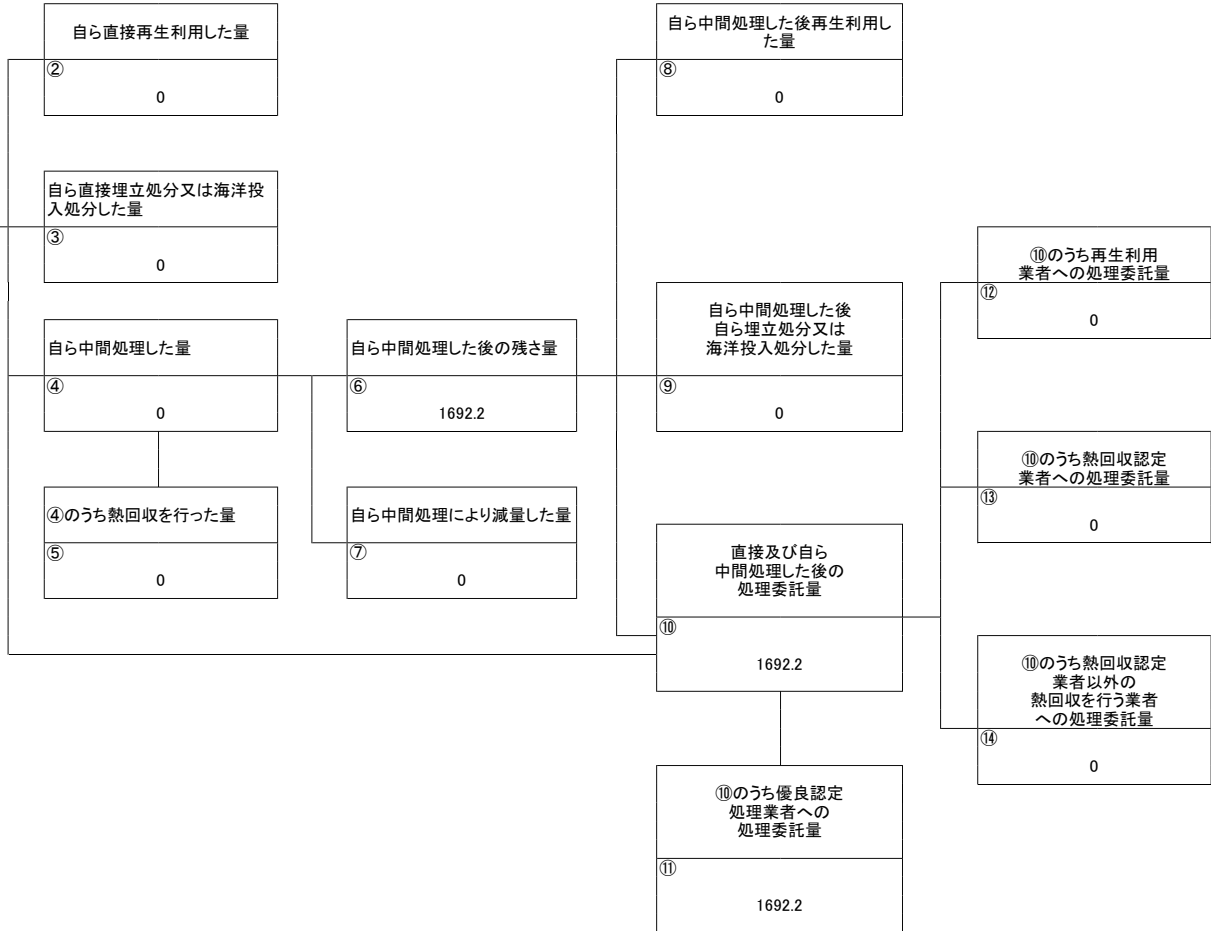 自ら直接再生利用した量
②
0
自ら直接埋立処分又は海洋投
入処分した量
③
0
自ら中間処理した量
④
0
④のうち熱回収を行った量
⑤
0
自ら中間処理した後の残さ量
⑥
1692.2
自ら中間処理により減量した量
⑦
0
自ら中間処理した後再生利用し
た量
⑧
0
自ら中間処理した後
自ら埋立処分又は
海洋投入処分した量
⑨
0
直接及び自ら
中間処理した後の
処理委託量
⑩
1692.2
⑩のうち優良認定
処理業者への
処理委託量
⑪
1692.2
⑩のうち再生利用
業者への処理委託量
⑫
0
⑩のうち熱回収認定
業者への処理委託量
⑬
0
⑩のうち熱回収認定
業者以外の
熱回収を行う業者
への処理委託量
⑭
0